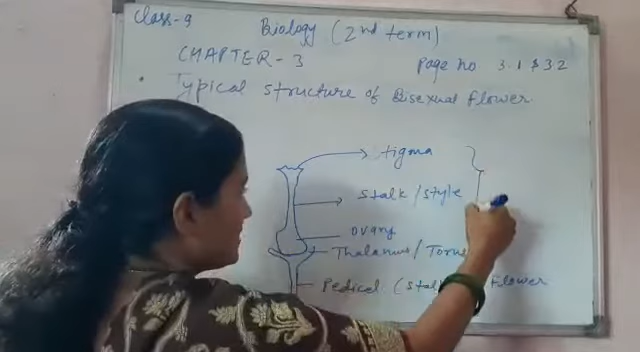 Class-9
Biology (2nd term)
CHAPTER-3
Page no 31 & 32
Typical structure of Bisexual flower.
stigma
stalk/style
ovary
Thalamus/Torus
Pedical (stal flower